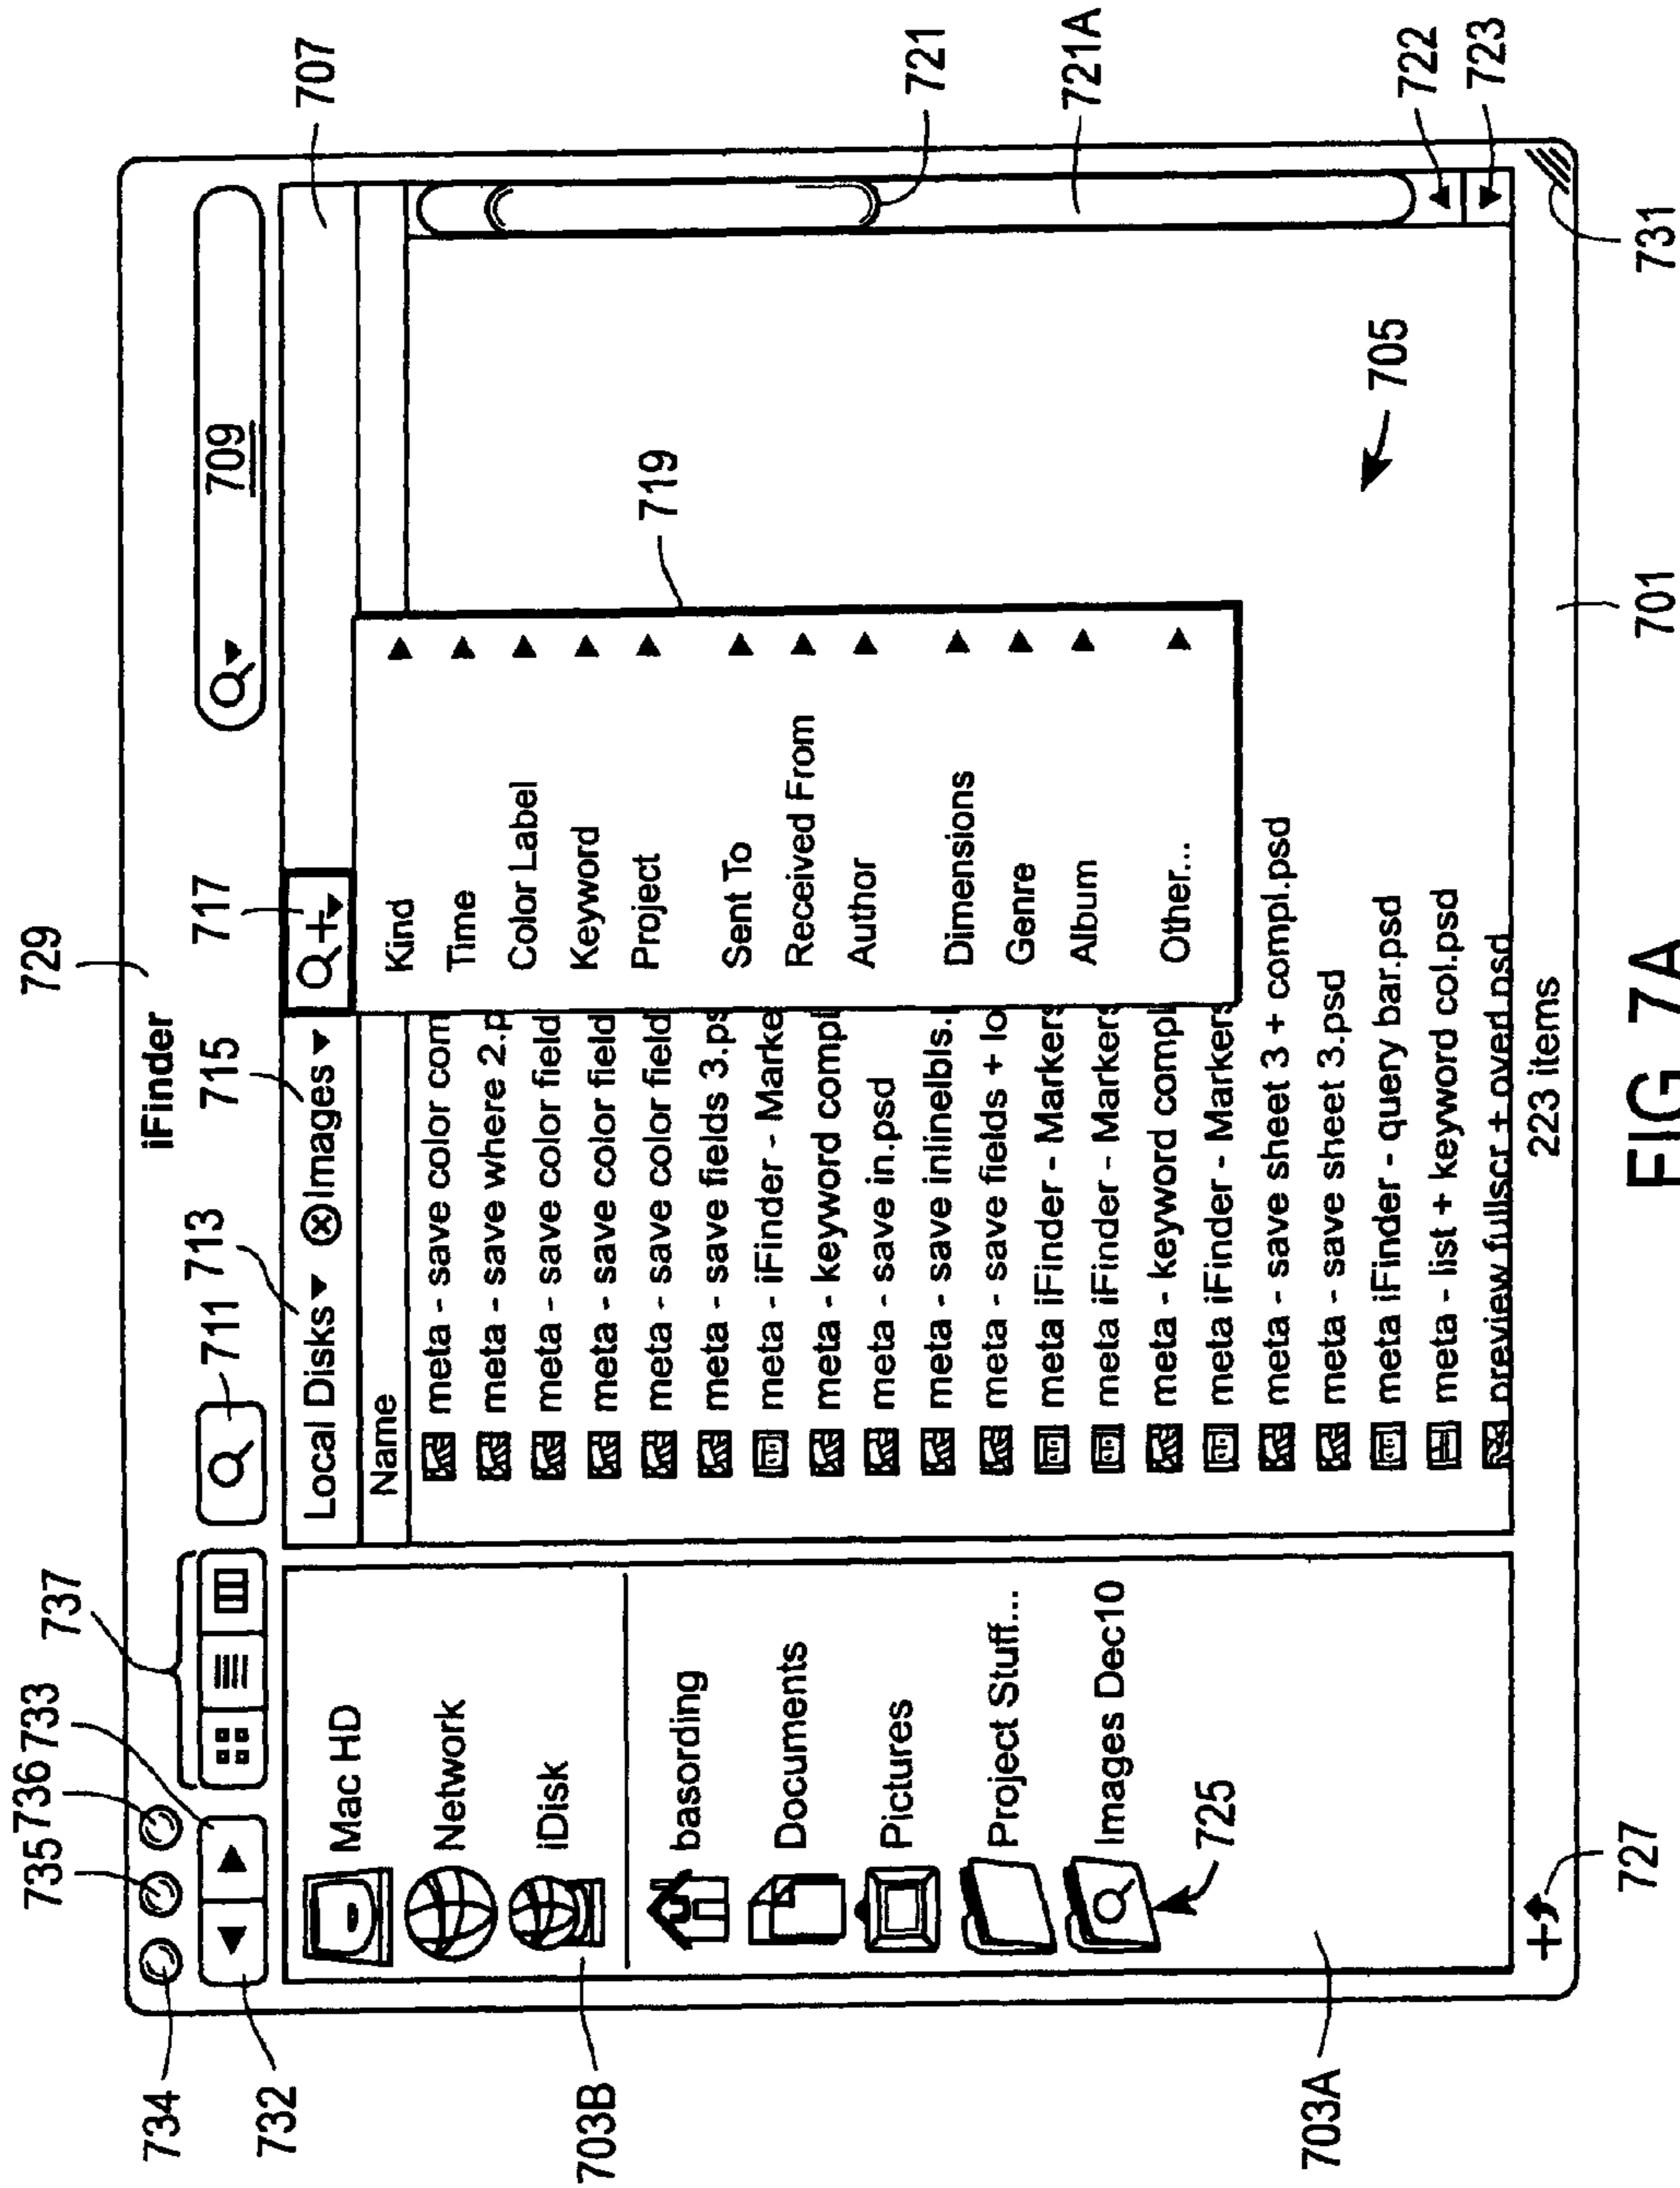 729
iFinder
734
735
736
733
737
732
711
713
715
717
709
707
Local Disks
Images
Mac HD
Network
iDisk
703B
basording
Documents
Pictures
Project Stuff...
Images Dec10
725
703A
Name
meta - save color com
meta - save where 2.p
meta - save color field
meta - save color field
meta - save color field
meta - save fields 3.ps
meta - iFinder - Marke
meta - keyword compl
meta - save in.psd
meta - save inlinelbls.
meta - save fields + lo
meta iFinder - Markers
meta iFinder - Markers
meta - keyword compl
meta iFinder - Markers
meta - save sheet 3 + compl.psd
meta - save sheet 3.psd
meta iFinder - query bar.psd
meta - list + keyword col.psd
preview fullscr + overl.psd
Kind
Time
Color Label
Keyword
Project
Sent To
Received From
Author
Dimensions
Genre
Album
Other...
719
705
721
721A
722
723
223 items
727
701
731
FIG. 7A